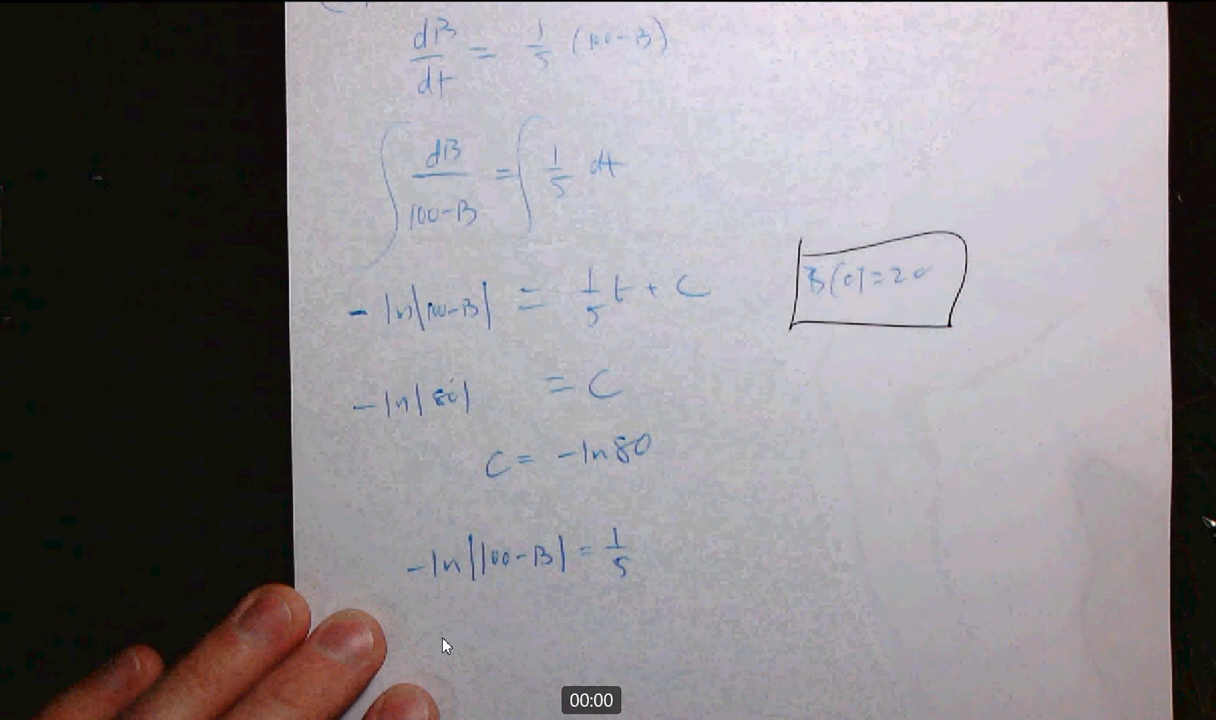 dB/dt = 1/5 (100-B)
∫ dB/(100-B) = ∫ 1/5 dt
- ln|100-B| = 1/5 t + C
B(0)=20
-ln|80| = C
C = -ln80
-ln|100-B| = 1/5
00:00